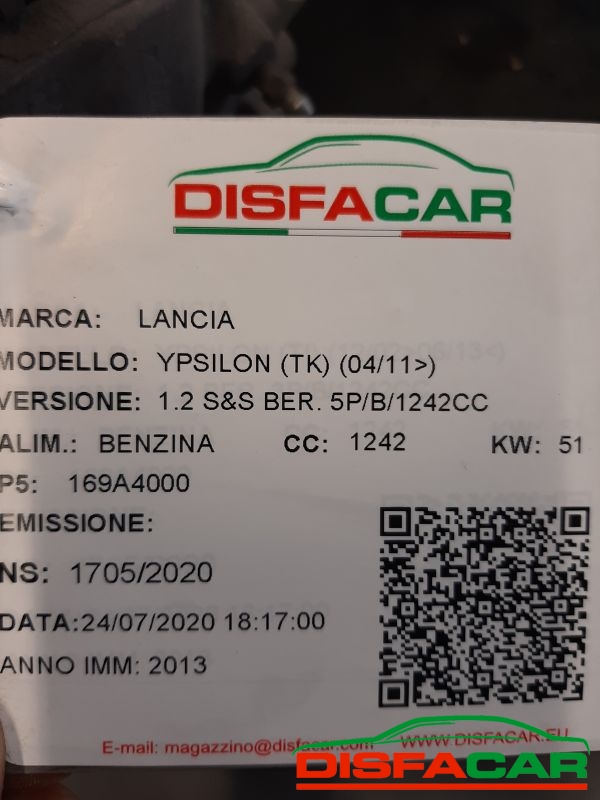 DISFACAR
MARCA: LANCIA
MODELLO: YPSILON (TK) (04/11>)
VERSIONE: 1.2 S&S BER. 5P/B/1242CC
ALIM.: BENZINA CC: 1242 KW: 51
P5: 169A4000
EMISSIONE:
NS: 1705/2020
DATA:24/07/2020 18:17:00
ANNO IMM: 2013
E-mail: magazzino@disfacar.com WWW.DISFACAR.EU
DISFACAR